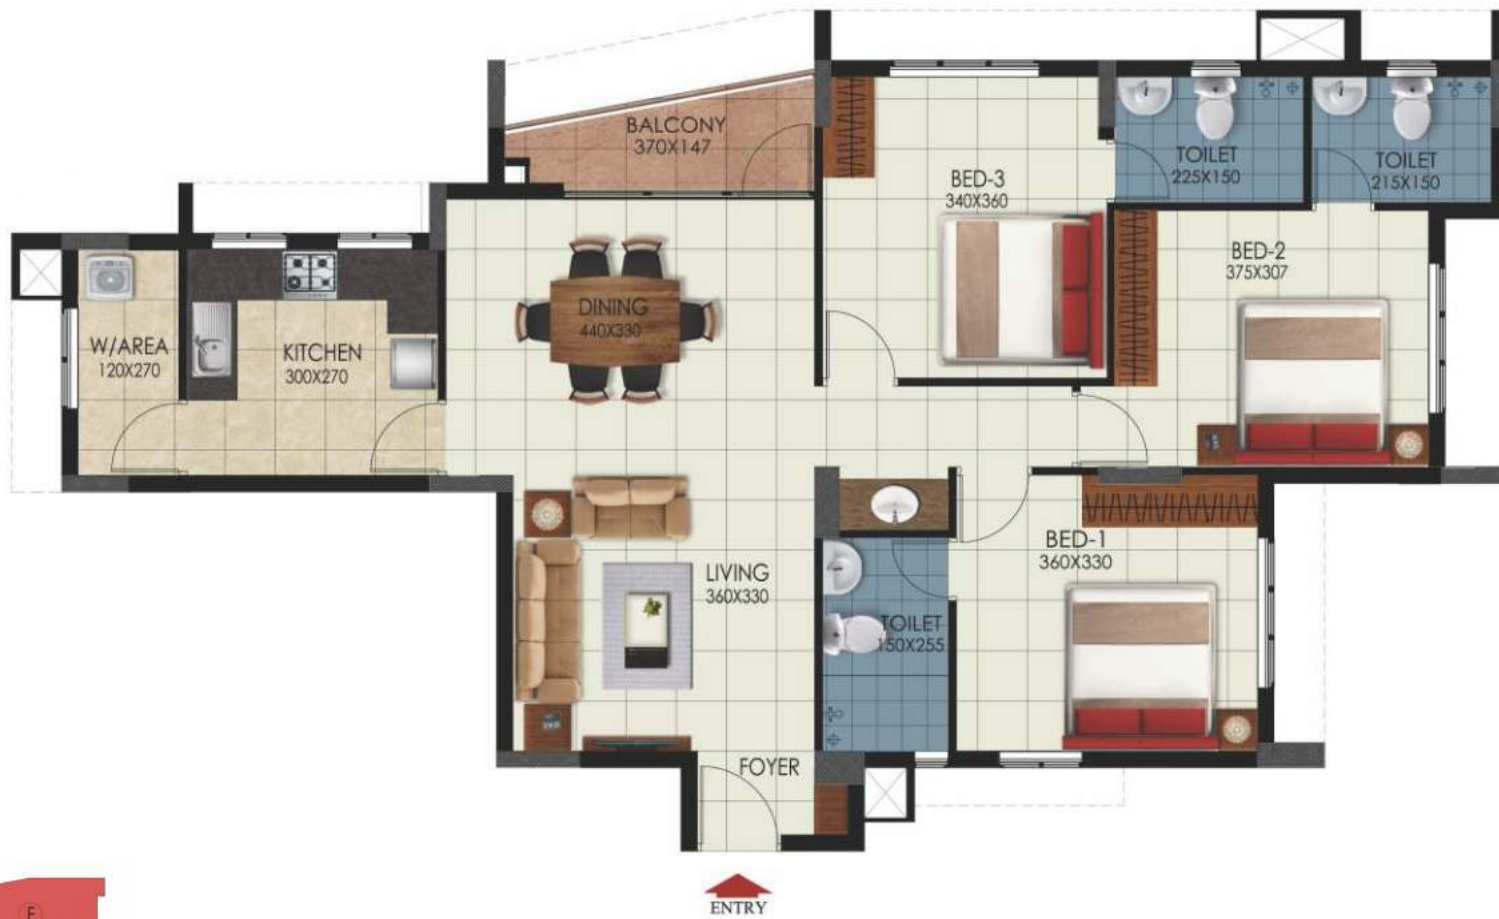 BALCONY
370X147
BED-3
340X360
TOILET
225X150
TOILET
215X150
BED-2
375X307
DINING
440X330
W/AREA
120X270
KITCHEN
300X270
LIVING
360X330
BED-1
360X330
TOILET
150X255
FOYER
ENTRY
E